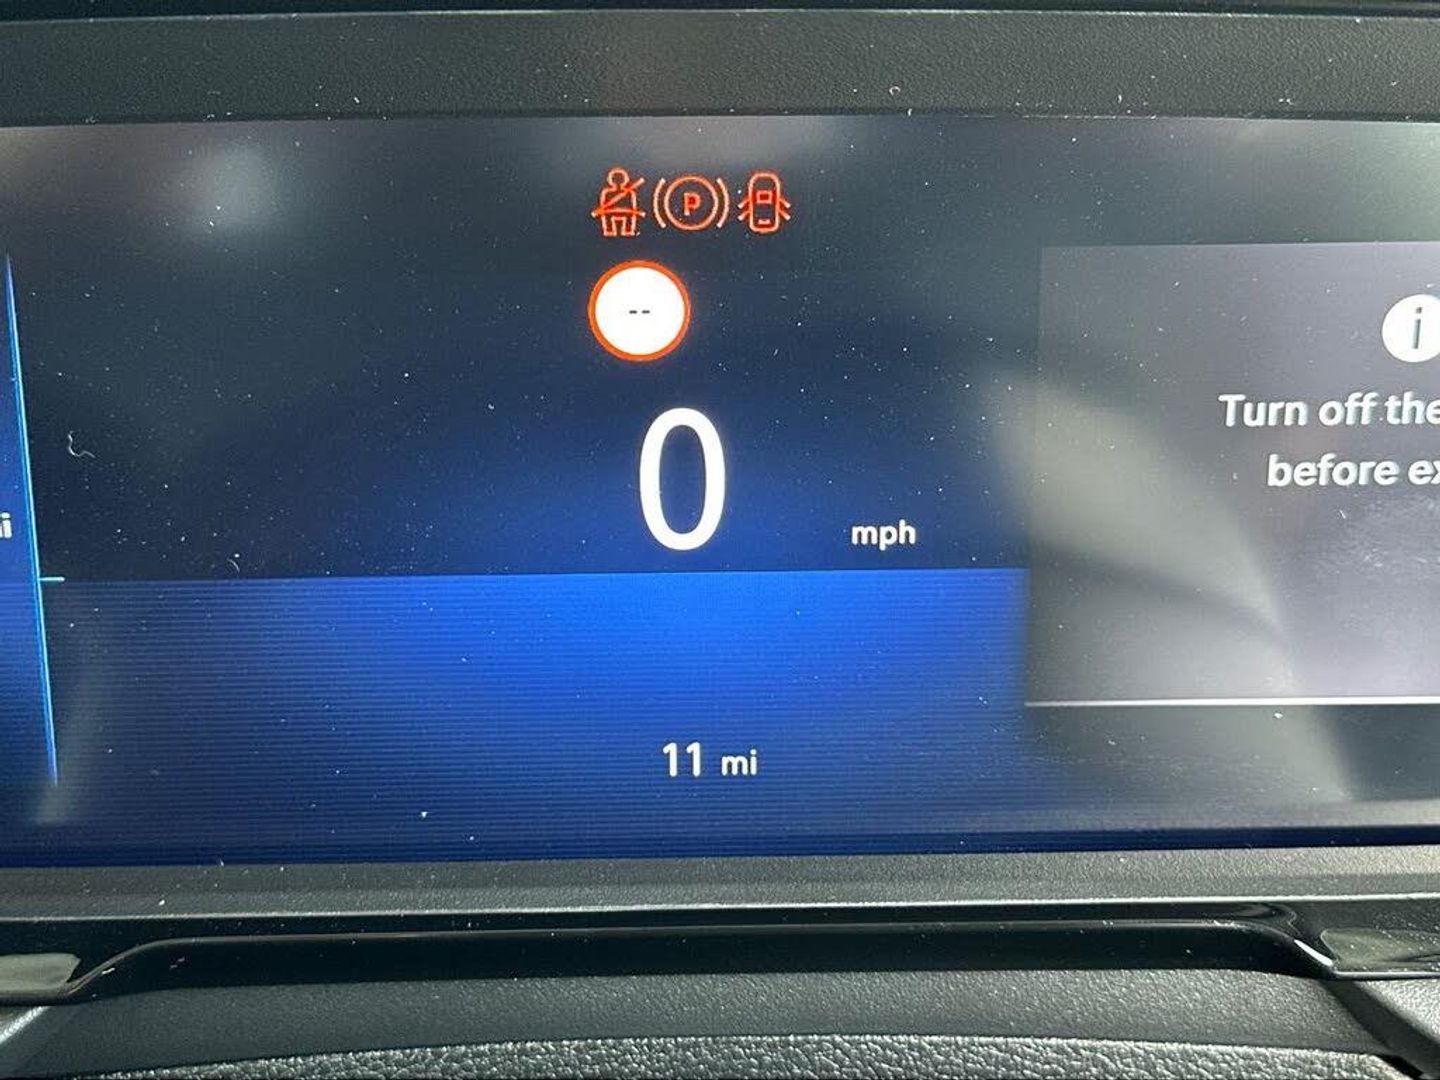 P
--
0
mph
i
Turn off the
before ex
11 mi